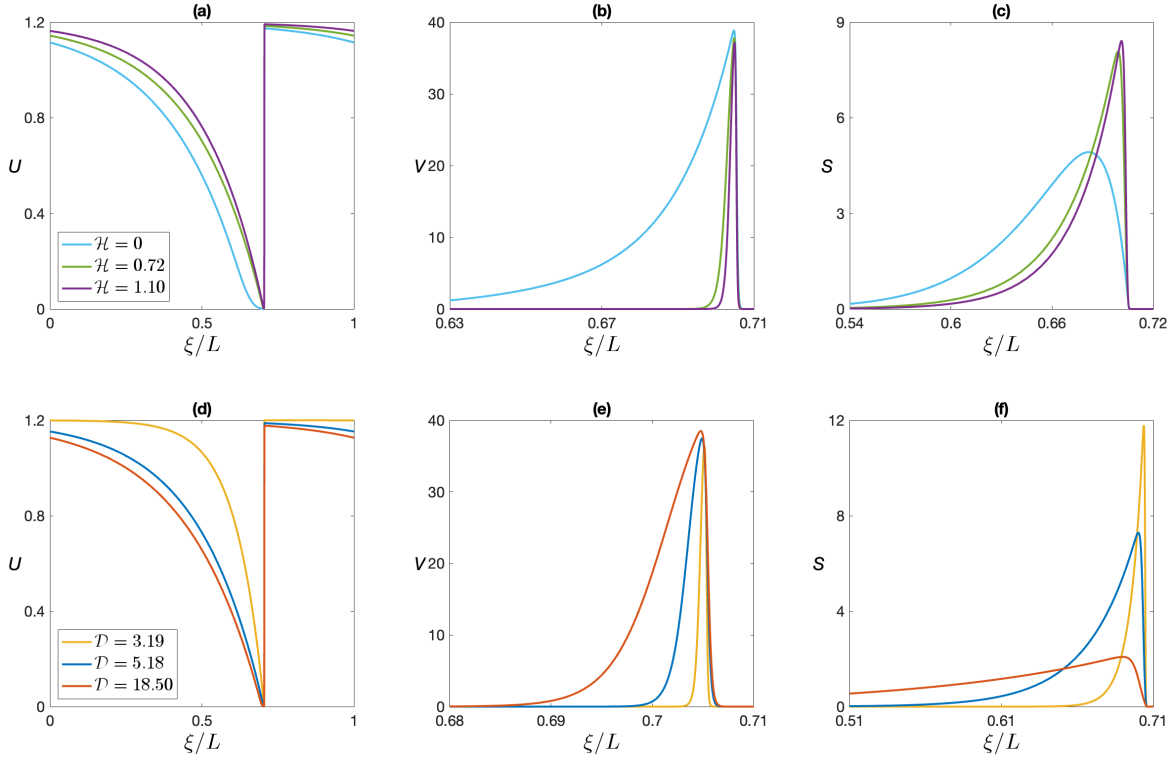 (a)
1.2
0.8
0.4
0
U
ℋ = 0
ℋ = 0.72
ℋ = 1.10
0 0.5 1
ξ/L
(b)
40
30
V 20
10
0
0.63 0.67 0.71
ξ/L
(c)
9
6
S
3
0
0.54 0.6 0.66 0.72
ξ/L
(d)
1.2
0.8
U
0.4
0
𝒟 = 3.19
𝒟 = 5.18
𝒟 = 18.50
0 0.5 1
ξ/L
(e)
40
30
V 20
10
0
0.68 0.69 0.7 0.71
ξ/L
(f)
12
8
S
4
0
0.51 0.61 0.71
ξ/L